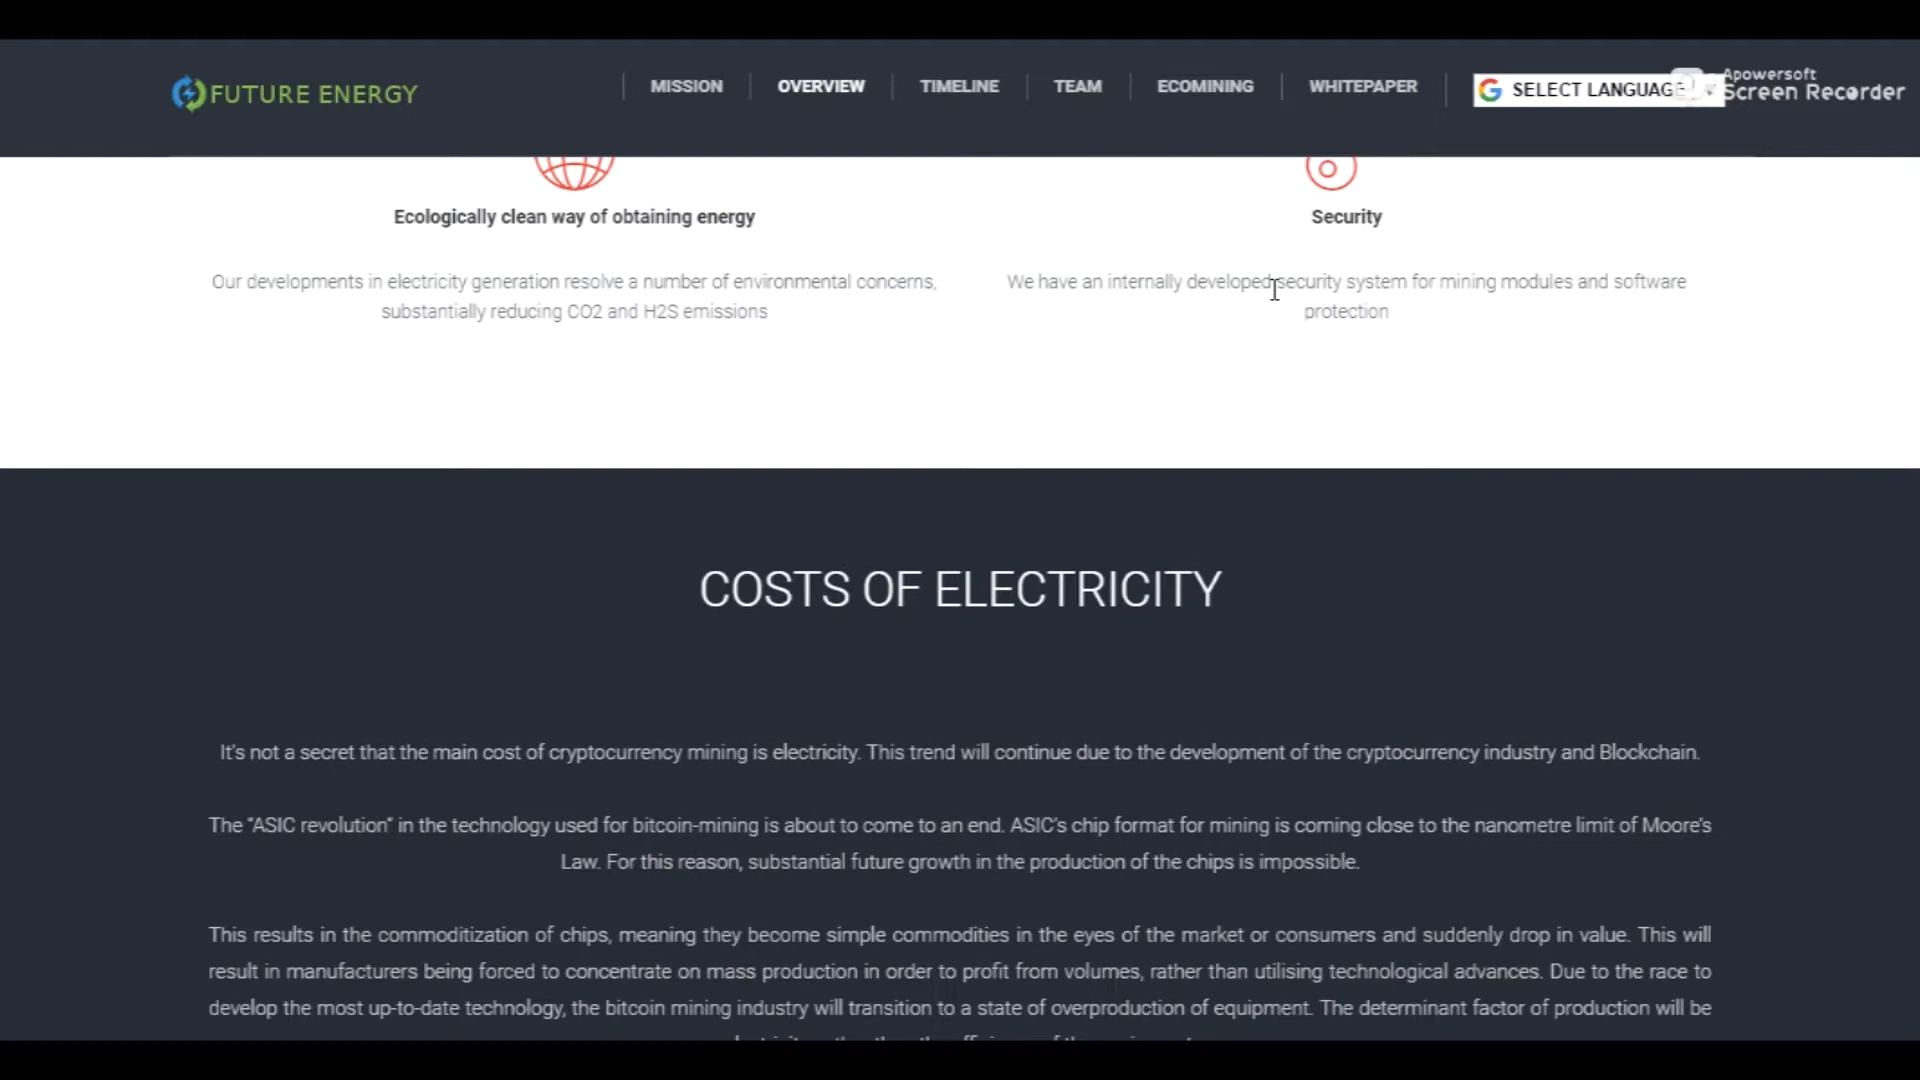 FUTURE ENERGY
MISSION
OVERVIEW
TIMELINE
TEAM
ECOMINING
WHITEPAPER
SELECT LANGUAGE
Apowersoft
Screen Recorder
Ecologically clean way of obtaining energy
Our developments in electricity generation resolve a number of environmental concerns,
substantially reducing CO2 and H2S emissions
Security
We have an internally developed security system for mining modules and software
protection
COSTS OF ELECTRICITY
It's not a secret that the main cost of cryptocurrency mining is electricity. This trend will continue due to the development of the cryptocurrency industry and Blockchain.
The "ASIC revolution" in the technology used for bitcoin-mining is about to come to an end. ASIC's chip format for mining is coming close to the nanometre limit of Moore's
Law. For this reason, substantial future growth in the production of the chips is impossible.
This results in the commoditization of chips, meaning they become simple commodities in the eyes of the market or consumers and suddenly drop in value. This will
result in manufacturers being forced to concentrate on mass production in order to profit from volumes, rather than utilising technological advances. Due to the race to
develop the most up-to-date technology, the bitcoin mining industry will transition to a state of overproduction of equipment. The determinant factor of production will be